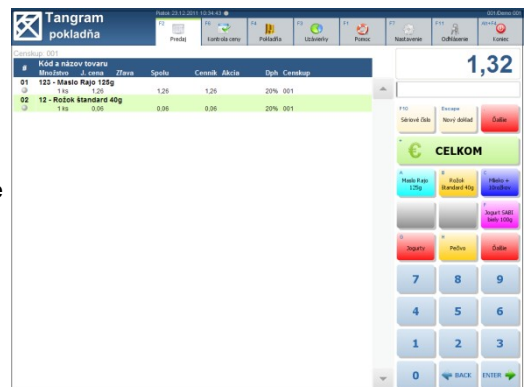 Tangram
pokladňa
Piatok 23.12.2011 10:34:43
001/Demo 001
F2 Predaj
F6 Kontrola ceny
F4 Pokladňa
F3 Uzávierky
F1 Pomoc
F7 Nastavenie
F11 Odhlásenie
Alt+F4 Koniec
Censkup. 001
# Kód a názov tovaru
Množstvo J. cena Zľava Spolu Cenník Akcia Dph Censkup
01 123 - Maslo Rajo 125g
1 ks 1,26 1,26 1,26 20% 001
02 12 - Rožok štandard 40g
1 ks 0,06 0,06 0,06 20% 001
1,32
F10 Sériové čísla
Escape Nový doklad
Ďalšie
€ CELKOM
A Maslo Rajo 125g
B Rožok štandard 40g
C Mlieko +
F Jogurt SABI biely 100g
G Jogurty
H Pečivo
Ďalšie
7 8 9
4 5 6
1 2 3
0 BACK ENTER
e